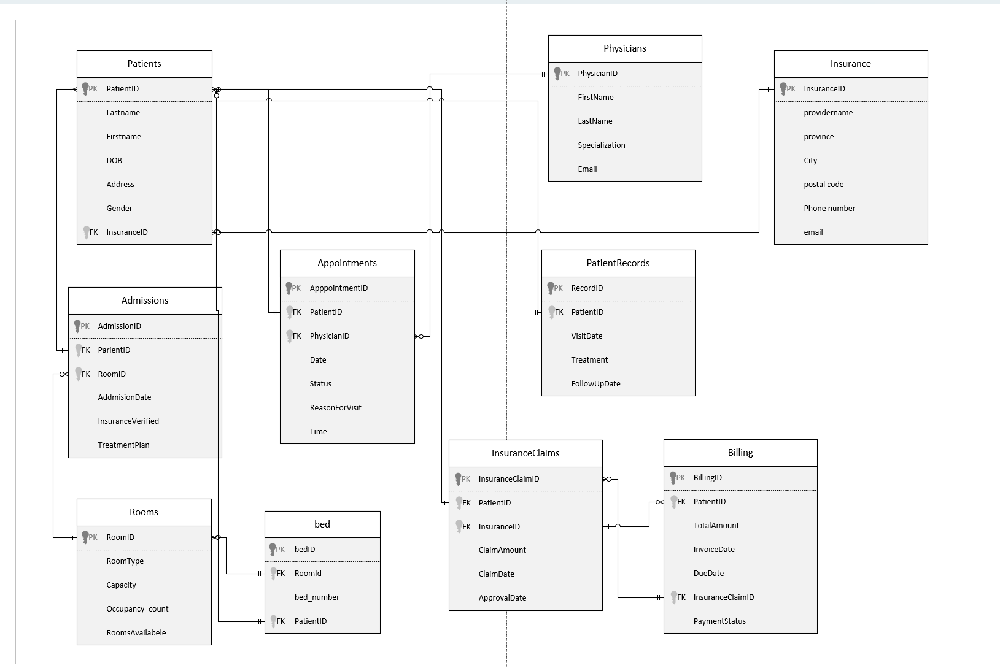 Patients
PK PatientID
Lastname
Firstname
DOB
Address
Gender
FK InsuranceID
Physicians
PK PhysicianID
FirstName
LastName
Specialization
Email
Insurance
PK InsuranceID
providername
province
City
postal code
Phone number
email
Admissions
PK AdmissionID
FK ParientID
FK RoomID
AddmisionDate
InsuranceVerified
TreatmentPlan
Appointments
PK ApppointmentID
FK PatientID
FK PhysicianID
Date
Status
ReasonForVisit
Time
PatientRecords
PK RecordID
FK PatientID
VisitDate
Treatment
FollowUpDate
Rooms
PK RoomID
RoomType
Capacity
Occupancy_count
RoomsAvailabele
bed
PK bedID
FK RoomId
bed_number
FK PatientID
InsuranceClaims
PK InsuranceClaimID
FK PatientID
FK InsuranceID
ClaimAmount
ClaimDate
ApprovalDate
Billing
PK BillingID
FK PatientID
TotalAmount
InvoiceDate
DueDate
FK InsuranceClaimID
PaymentStatus